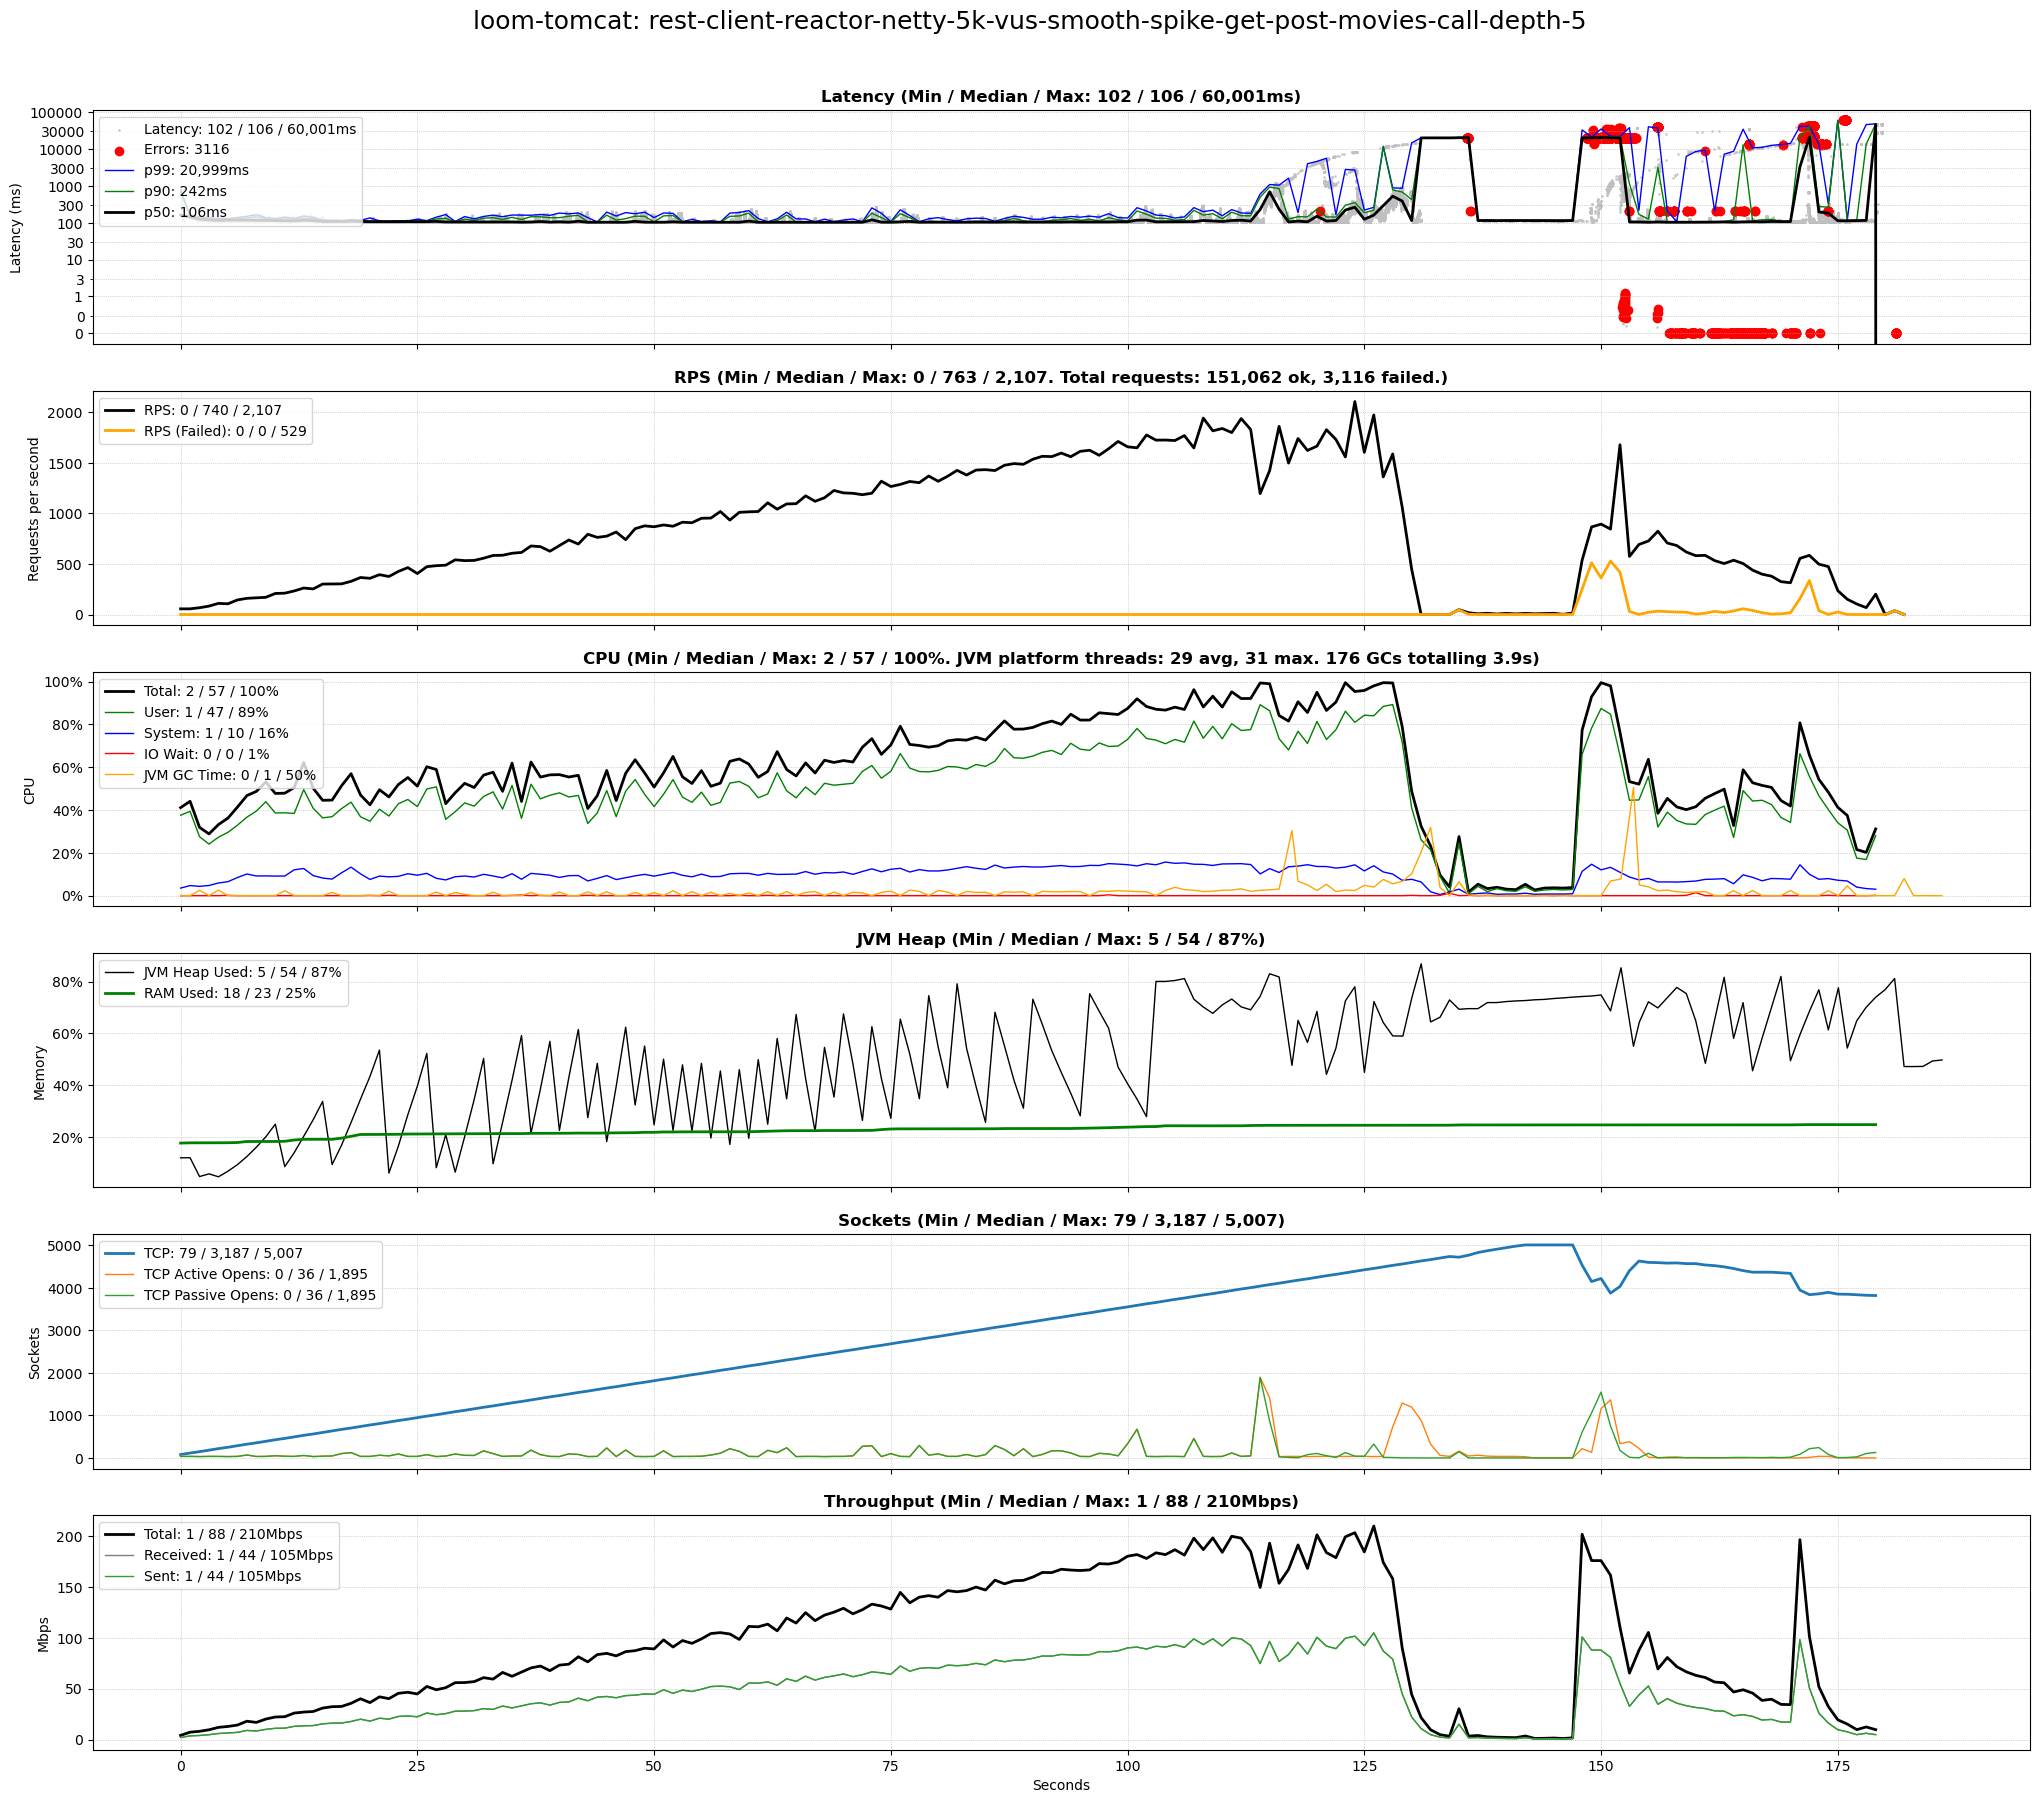 loom-tomcat: rest-client-reactor-netty-5k-vus-smooth-spike-get-post-movies-call-depth-5
Latency (Min / Median / Max: 102 / 106 / 60,001ms)
Latency (ms)
100000
30000
10000
3000
1000
300
100
30
10
3
1
0
0
Latency: 102 / 106 / 60,001ms
Errors: 3116
p99: 20,999ms
p90: 242ms
p50: 106ms
RPS (Min / Median / Max: 0 / 763 / 2,107. Total requests: 151,062 ok, 3,116 failed.)
Requests per second
2000
1500
1000
500
0
RPS: 0 / 740 / 2,107
RPS (Failed): 0 / 0 / 529
CPU (Min / Median / Max: 2 / 57 / 100%. JVM platform threads: 29 avg, 31 max. 176 GCs totalling 3.9s)
CPU
100%
80%
60%
40%
20%
0%
Total: 2 / 57 / 100%
User: 1 / 47 / 89%
System: 1 / 10 / 16%
IO Wait: 0 / 0 / 1%
JVM GC Time: 0 / 1 / 50%
JVM Heap (Min / Median / Max: 5 / 54 / 87%)
Memory
80%
60%
40%
20%
JVM Heap Used: 5 / 54 / 87%
RAM Used: 18 / 23 / 25%
Sockets (Min / Median / Max: 79 / 3,187 / 5,007)
Sockets
5000
4000
3000
2000
1000
0
TCP: 79 / 3,187 / 5,007
TCP Active Opens: 0 / 36 / 1,895
TCP Passive Opens: 0 / 36 / 1,895
Throughput (Min / Median / Max: 1 / 88 / 210Mbps)
Mbps
200
150
100
50
0
Total: 1 / 88 / 210Mbps
Received: 1 / 44 / 105Mbps
Sent: 1 / 44 / 105Mbps
0 25 50 75 100 125 150 175
Seconds